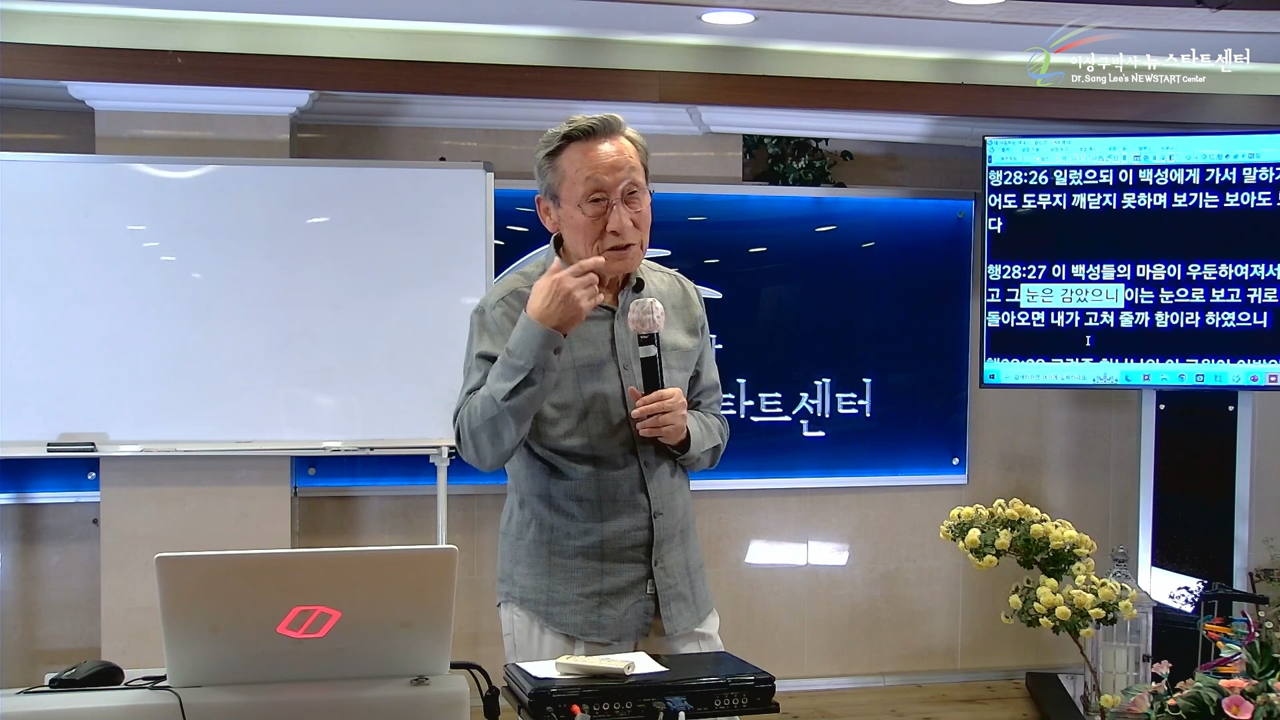 이상구박사 뉴스타트센터
Dr. Sang Lee's NEWSTART Center
행28:26 일렀으되 이 백성에게 가서 말하기
어도 도무지 깨닫지 못하며 보기는 보아도
다
행28:27 이 백성들의 마음이 우둔하여져서
고 그 눈은 감았으니 이는 눈으로 보고 귀로
돌아오면 내가 고쳐 줄까 함이라 하였으니
타트센터